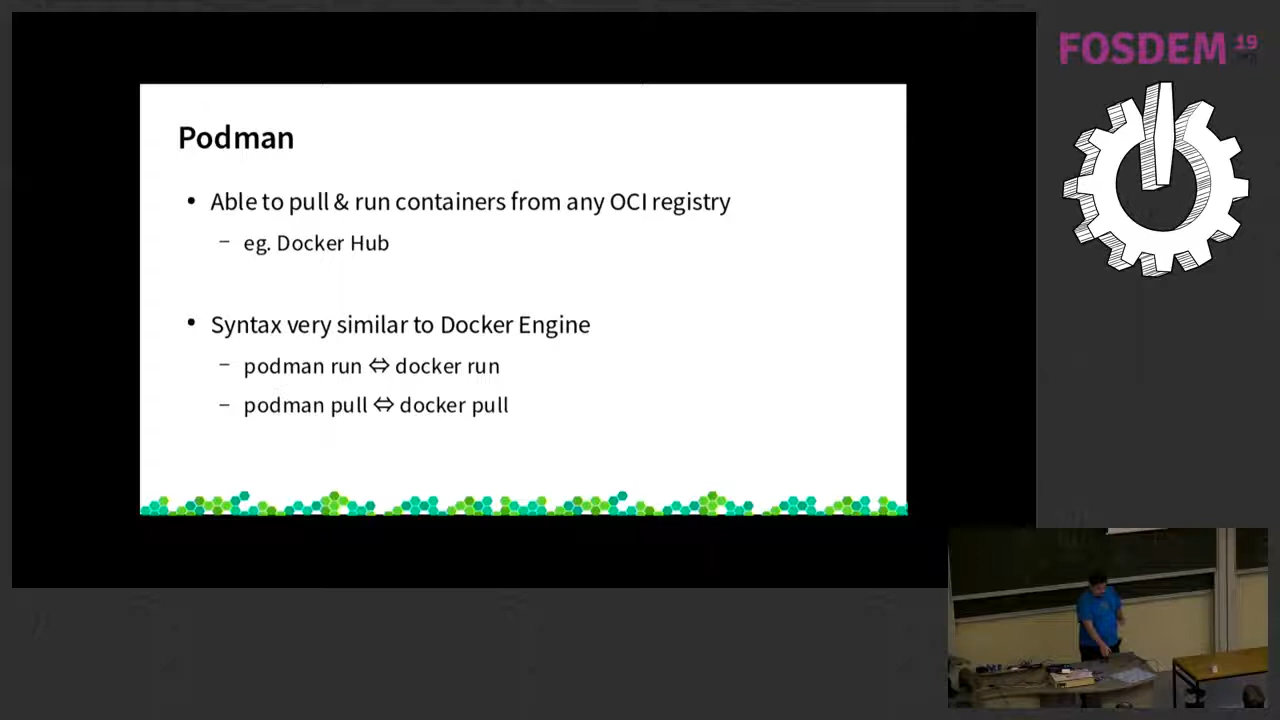 FOSDEM 19
Podman
• Able to pull & run containers from any OCI registry
– eg. Docker Hub
• Syntax very similar to Docker Engine
– podman run ⇔ docker run
– podman pull ⇔ docker pull